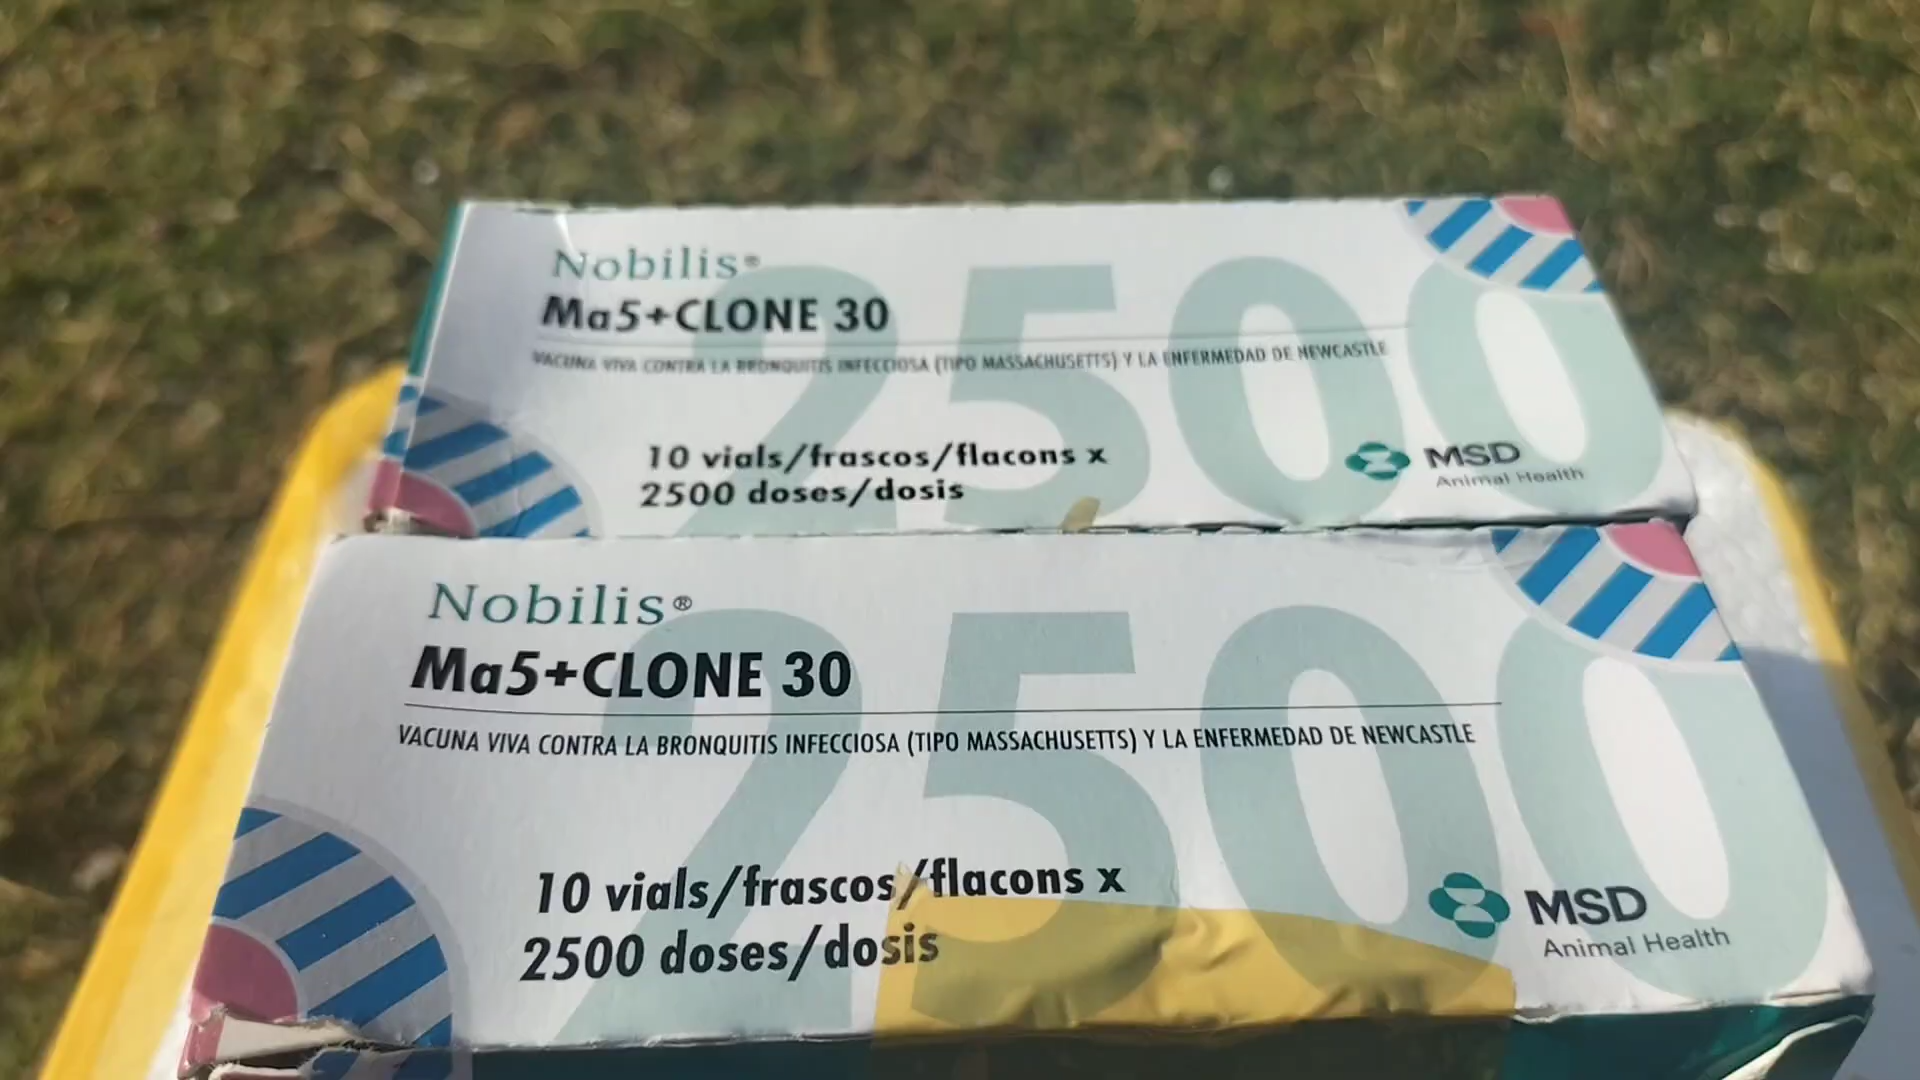 Nobilis®
Ma5+CLONE 30
VACUNA VIVA CONTRA LA BRONQUITIS INFECCIOSA (TIPO MASSACHUSETTS) Y LA ENFERMEDAD DE NEWCASTLE
2500
10 vials/frascos/flacons x
2500 doses/dosis
MSD
Animal Health
Nobilis®
Ma5+CLONE 30
VACUNA VIVA CONTRA LA BRONQUITIS INFECCIOSA (TIPO MASSACHUSETTS) Y LA ENFERMEDAD DE NEWCASTLE
2500
10 vials/frascos/flacons x
2500 doses/dosis
MSD
Animal Health